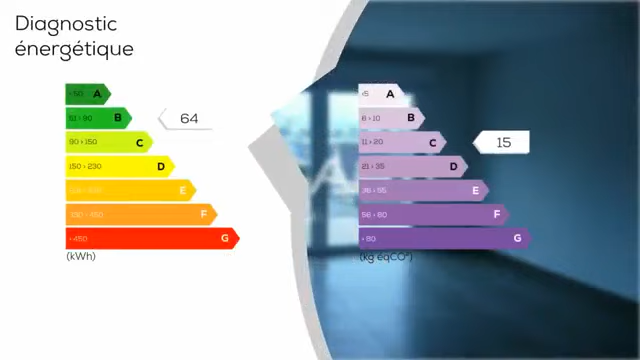 Diagnostic
énergétique
A
51 > 90 B
90 > 150 C
150 > 230 D
E
F
> 450 G
(kWh)
64
<5 A
6 > 10 B
11 > 20 C
21 > 35 D
36 > 55 E
56 > 80 F
> 80 G
(kg éqCO²)
15